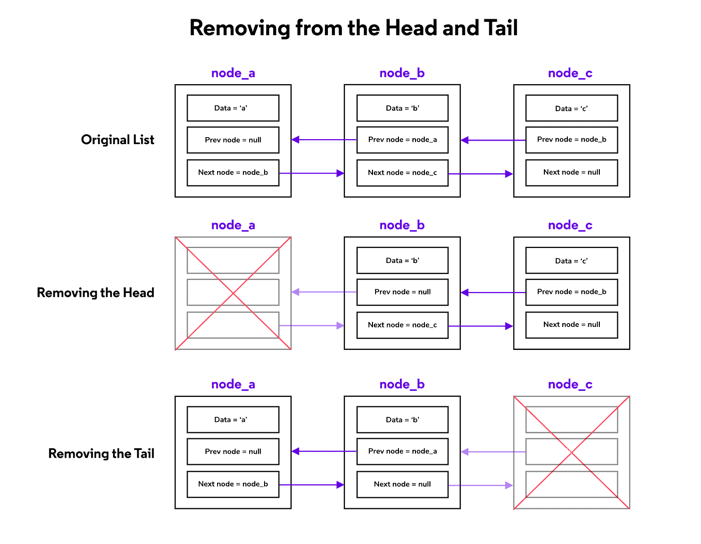 Removing from the Head and Tail
node_a node_b node_c
Data = ‘a’ Data = ‘b’ Data = ‘c’
Original List Prev node = null Prev node = node_a Prev node = node_b
Next node = node_b Next node = node_c Next node = null
node_a node_b node_c
Data = ‘b’ Data = ‘c’
Removing the Head Prev node = null Prev node = node_b
Next node = node_c Next node = null
node_a node_b node_c
Data = ‘a’ Data = ‘b’
Removing the Tail Prev node = null Prev node = node_a
Next node = node_b Next node = null